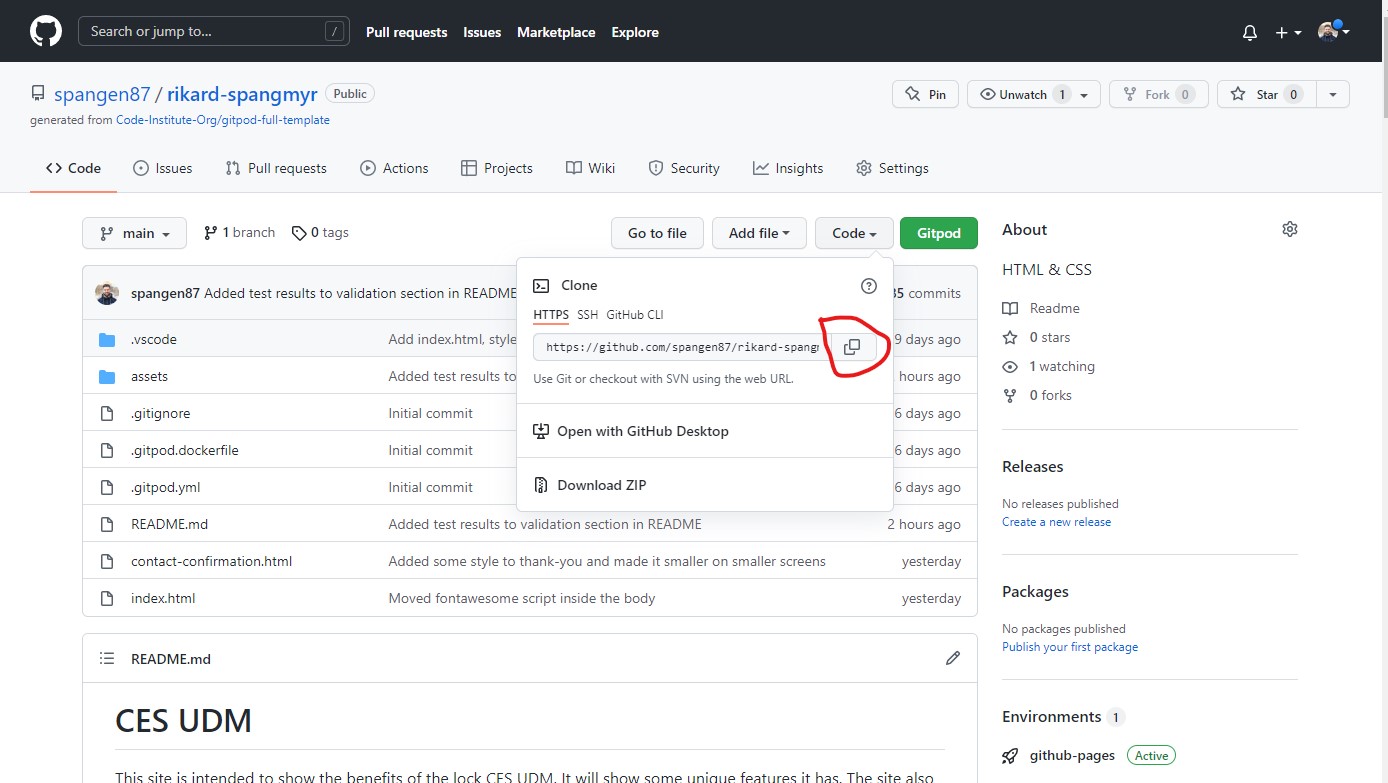 Search or jump to... /
Pull requests Issues Marketplace Explore
spangen87 / rikard-spangmyr Public
Pin Unwatch 1 Fork 0 Star 0
generated from Code-Institute-Org/gitpod-full-template
Code Issues Pull requests Actions Projects Wiki Security Insights Settings
main 1 branch 0 tags Go to file Add file Code Gitpod
spangen87 Added test results to validation section in README
commits
.vscode Add index.html, style 9 days ago
assets Added test results to hours ago
.gitignore Initial commit 6 days ago
.gitpod.dockerfile Initial commit 6 days ago
.gitpod.yml Initial commit 6 days ago
README.md Added test results to validation section in README 2 hours ago
contact-confirmation.html Added some style to thank-you and made it smaller on smaller screens yesterday
index.html Moved fontawesome script inside the body yesterday
Clone
HTTPS SSH GitHub CLI
https://github.com/spangen87/rikard-spangm
Use Git or checkout with SVN using the web URL.
Open with GitHub Desktop
Download ZIP
README.md
CES UDM
This site is intended to show the benefits of the lock CES UDM. It will show some unique features it has. The site also
About
HTML & CSS
Readme
0 stars
1 watching
0 forks
Releases
No releases published
Create a new release
Packages
No packages published
Publish your first package
Environments 1
github-pages Active